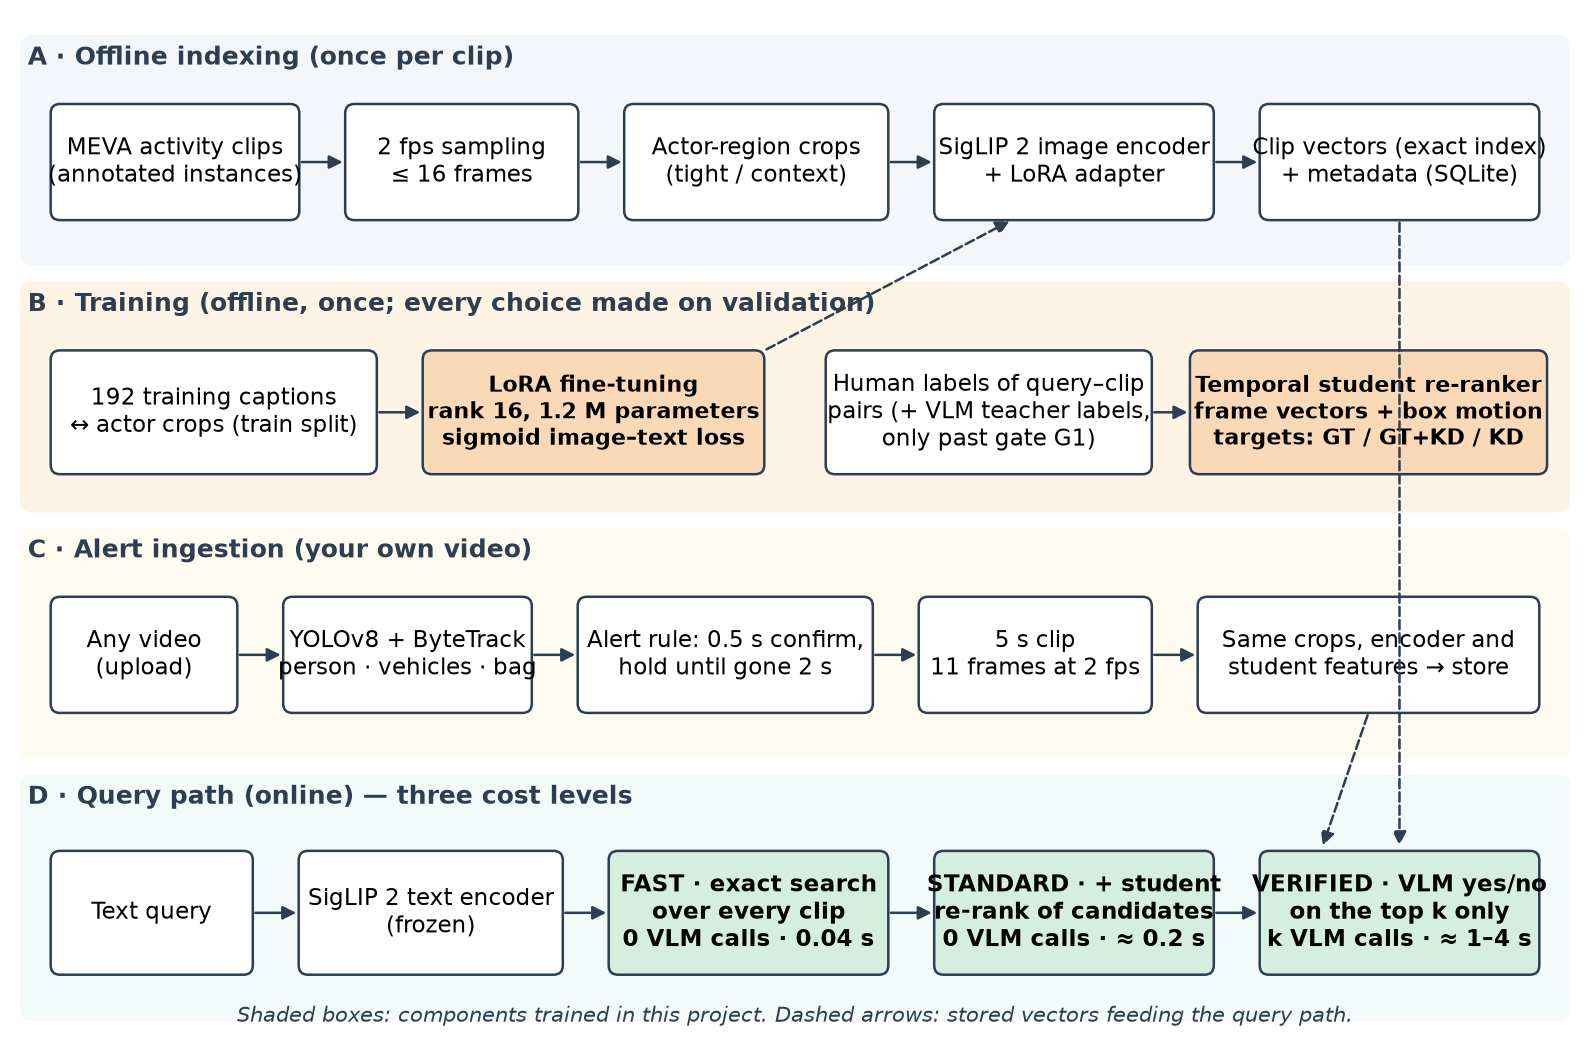 A · Offline indexing (once per clip)
MEVA activity clips
(annotated instances)
2 fps sampling
≤ 16 frames
Actor-region crops
(tight / context)
SigLIP 2 image encoder
+ LoRA adapter
Clip vectors (exact index)
+ metadata (SQLite)
B · Training (offline, once; every choice made on validation)
192 training captions
↔ actor crops (train split)
LoRA fine-tuning
rank 16, 1.2 M parameters
sigmoid image–text loss
Human labels of query–clip
pairs (+ VLM teacher labels,
only past gate G1)
Temporal student re-ranker
frame vectors + box motion
targets: GT / GT+KD / KD
C · Alert ingestion (your own video)
Any video
(upload)
YOLOv8 + ByteTrack
person · vehicles · bag
Alert rule: 0.5 s confirm,
hold until gone 2 s
5 s clip
11 frames at 2 fps
Same crops, encoder and
student features → store
D · Query path (online) — three cost levels
Text query
SigLIP 2 text encoder
(frozen)
FAST · exact search
over every clip
0 VLM calls · 0.04 s
STANDARD · + student
re-rank of candidates
0 VLM calls · ≈ 0.2 s
VERIFIED · VLM yes/no
on the top k only
k VLM calls · ≈ 1–4 s
Shaded boxes: components trained in this project. Dashed arrows: stored vectors feeding the query path.